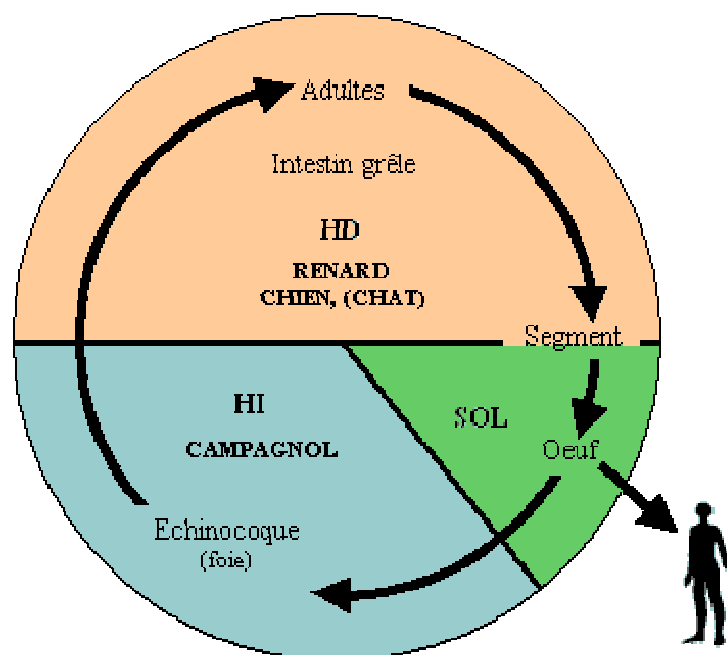 Adultes
Intestin grêle
HD
RENARD
CHIEN, (CHAT)
Segment
HI
SOL
CAMPAGNOL
Oeuf
Echinocoque
(foie)